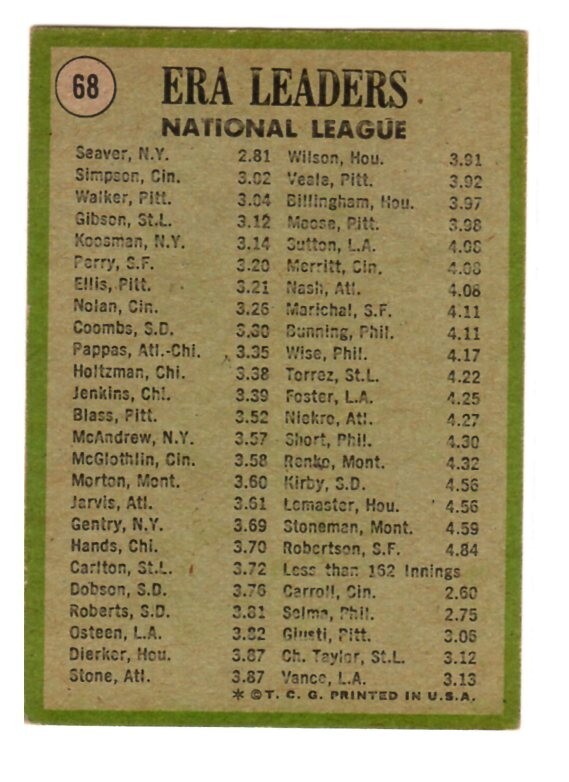 68
ERA LEADERS
NATIONAL LEAGUE
Seaver, N.Y. 2.81
Simpson, Cin. 3.02
Walker, Pitt. 3.04
Gibson, St.L. 3.12
Koosman, N.Y. 3.14
Perry, S.F. 3.20
Ellis, Pitt. 3.21
Nolan, Cin. 3.26
Coombs, S.D. 3.30
Pappas, Atl.-Chi. 3.35
Holtzman, Chi. 3.38
Jenkins, Chi. 3.39
Blass, Pitt. 3.52
McAndrew, N.Y. 3.57
McGlothlin, Cin. 3.58
Morton, Mont. 3.60
Jarvis, Atl. 3.61
Gentry, N.Y. 3.69
Hands, Chi. 3.70
Carlton, St.L. 3.72
Dobson, S.D. 3.76
Roberts, S.D. 3.81
Osteen, L.A. 3.82
Dierker, Hou. 3.87
Stone, Atl. 3.87
Wilson, Hou. 3.91
Veale, Pitt. 3.92
Billingham, Hou. 3.97
Moose, Pitt. 3.98
Sutton, L.A. 4.08
Merritt, Cin. 4.08
Nash, Atl. 4.08
Marichal, S.F. 4.11
Bunning, Phil. 4.11
Wise, Phil. 4.17
Torrez, St.L. 4.22
Foster, L.A. 4.25
Niekro, Atl. 4.27
Short, Phil. 4.30
Renko, Mont. 4.32
Kirby, S.D. 4.56
Lemaster, Hou. 4.56
Stoneman, Mont. 4.59
Robertson, S.F. 4.84
Less than 162 Innings
Carroll, Cin. 2.60
Selma, Phil. 2.75
Giusti, Pitt. 3.06
Ch. Taylor, St.L. 3.12
Vance, L.A. 3.13
* © T. C. G. PRINTED IN U.S.A.